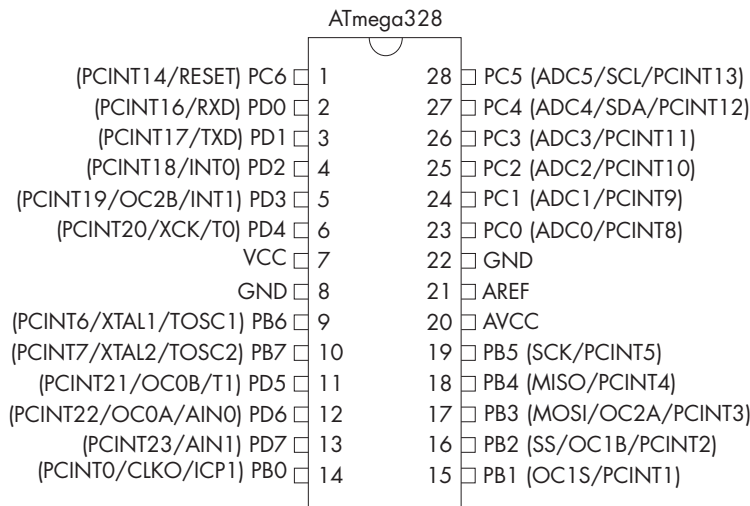 ATmega328
(PCINT14/RESET) PC6 1 28 PC5 (ADC5/SCL/PCINT13)
(PCINT16/RXD) PD0 2 27 PC4 (ADC4/SDA/PCINT12)
(PCINT17/TXD) PD1 3 26 PC3 (ADC3/PCINT11)
(PCINT18/INT0) PD2 4 25 PC2 (ADC2/PCINT10)
(PCINT19/OC2B/INT1) PD3 5 24 PC1 (ADC1/PCINT9)
(PCINT20/XCK/T0) PD4 6 23 PC0 (ADC0/PCINT8)
VCC 7 22 GND
GND 8 21 AREF
(PCINT6/XTAL1/TOSC1) PB6 9 20 AVCC
(PCINT7/XTAL2/TOSC2) PB7 10 19 PB5 (SCK/PCINT5)
(PCINT21/OC0B/T1) PD5 11 18 PB4 (MISO/PCINT4)
(PCINT22/OC0A/AIN0) PD6 12 17 PB3 (MOSI/OC2A/PCINT3)
(PCINT23/AIN1) PD7 13 16 PB2 (SS/OC1B/PCINT2)
(PCINT0/CLKO/ICP1) PB0 14 15 PB1 (OC1S/PCINT1)